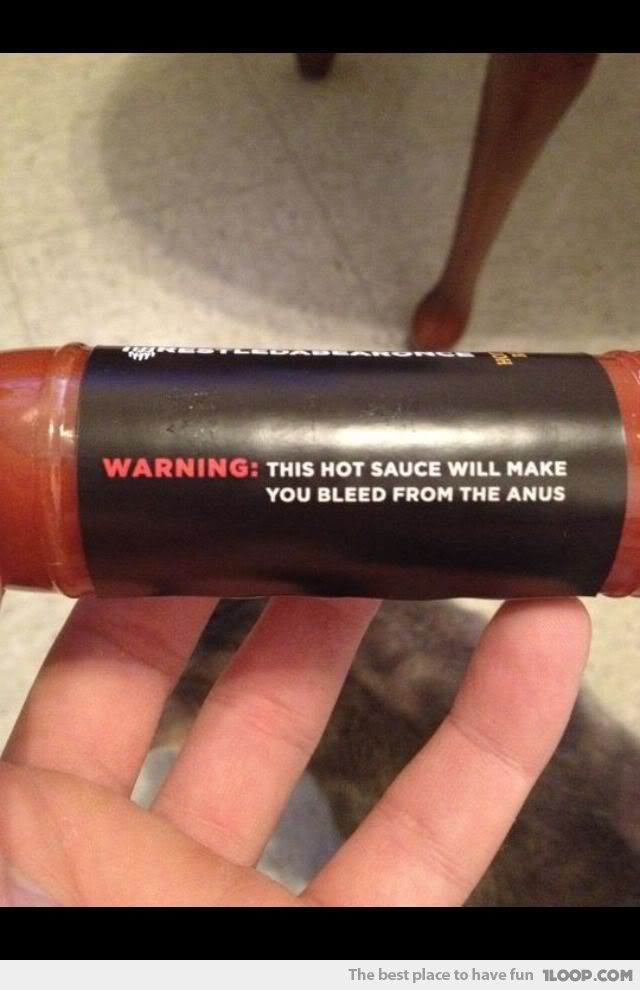 WRESTLEDABEARONCE
WARNING: THIS HOT SAUCE WILL MAKE
YOU BLEED FROM THE ANUS
The best place to have fun 1LOOP.COM